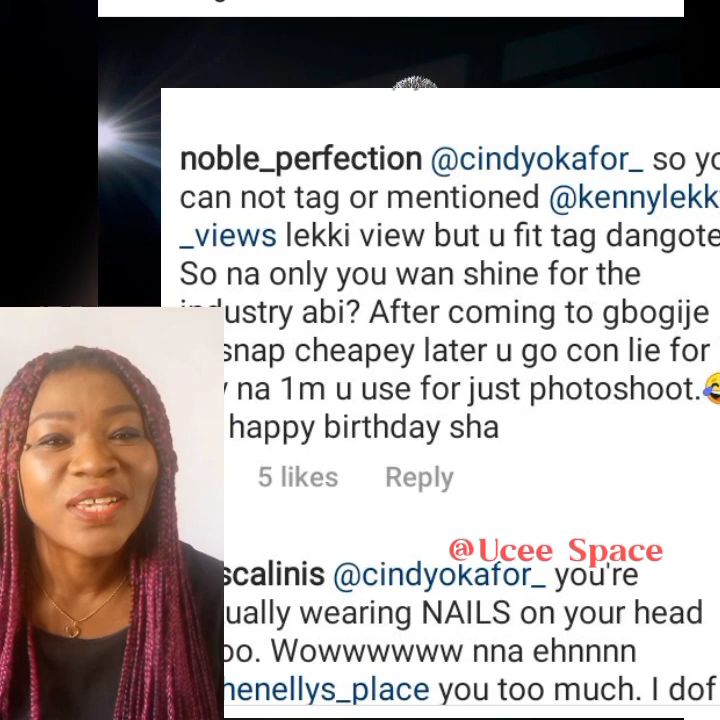 noble_perfection @cindyokafor_ so yo
can not tag or mentioned @kennylekk
_views lekki view but u fit tag dangote
So na only you wan shine for the
industry abi? After coming to gbogije
snap cheapey later u go con lie for
na 1m u use for just photoshoot.😂
happy birthday sha
5 likes Reply
@Ucee Space
scalinis @cindyokafor_ you're
ually wearing NAILS on your head
oo. Wowwwwww nna ehnnnn
henellys_place you too much. I dof